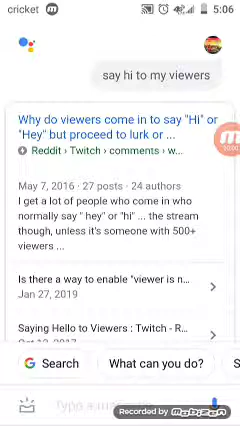 cricket 5:06
say hi to my viewers
Why do viewers come in to say "Hi" or
"Hey" but proceed to lurk or ...
Reddit › Twitch › comments › w...
00:00
May 7, 2016 · 27 posts · 24 authors
I get a lot of people who come in who
normally say " hey" or "hi" ... the stream
though, unless it's someone with 500+
viewers ...
Is there a way to enable "viewer is n...
Jan 27, 2019
Saying Hello to Viewers : Twitch - R...
Search What can you do? S
Recorded by Mobizen